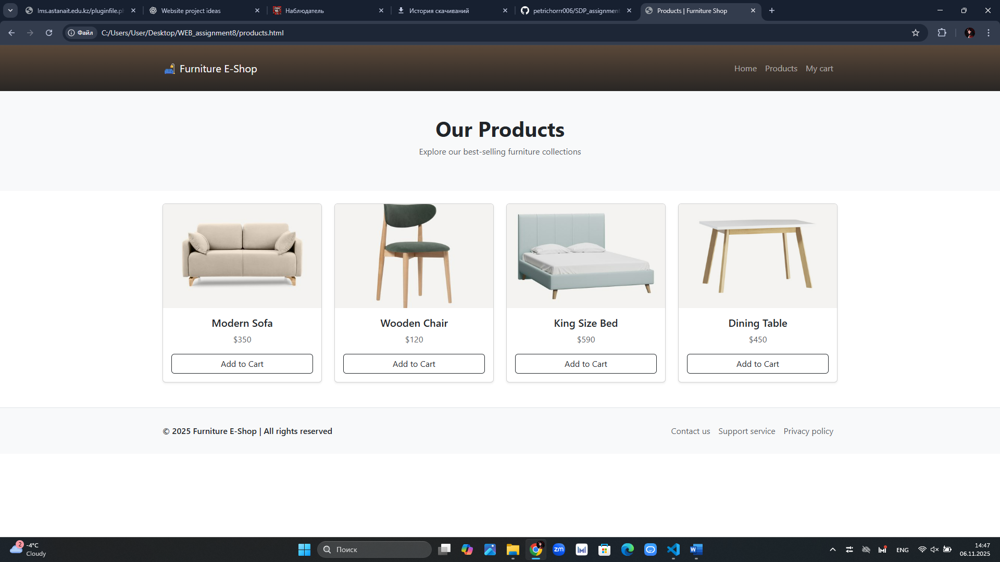 lms.astanait.edu.kz/pluginfile.p
Website project ideas
Наблюдатель
История скачиваний
petrichorrr006/SDP_assignment
Products | Furniture Shop
Файл
C:/Users/User/Desktop/WEB_assignment8/products.html
Furniture E-Shop
Home Products My cart
Our Products
Explore our best-selling furniture collections
Modern Sofa
$350
Add to Cart
Wooden Chair
$120
Add to Cart
King Size Bed
$590
Add to Cart
Dining Table
$450
Add to Cart
© 2025 Furniture E-Shop | All rights reserved
Contact us Support service Privacy policy
2
-4°C
Cloudy
Поиск
zm
W
ENG
14:47
06.11.2025